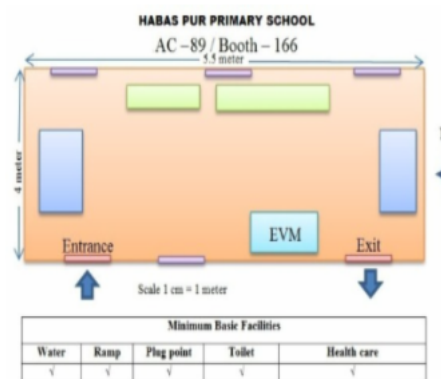 HABAS PUR PRIMARY SCHOOL
AC –89 / Booth – 166
5.5 meter
4 meter
EVM
Entrance
Exit
Scale 1 cm = 1 meter
Minimum Basic Facilities
Water Ramp Plug point Toilet Health care
√ √ √ √ √